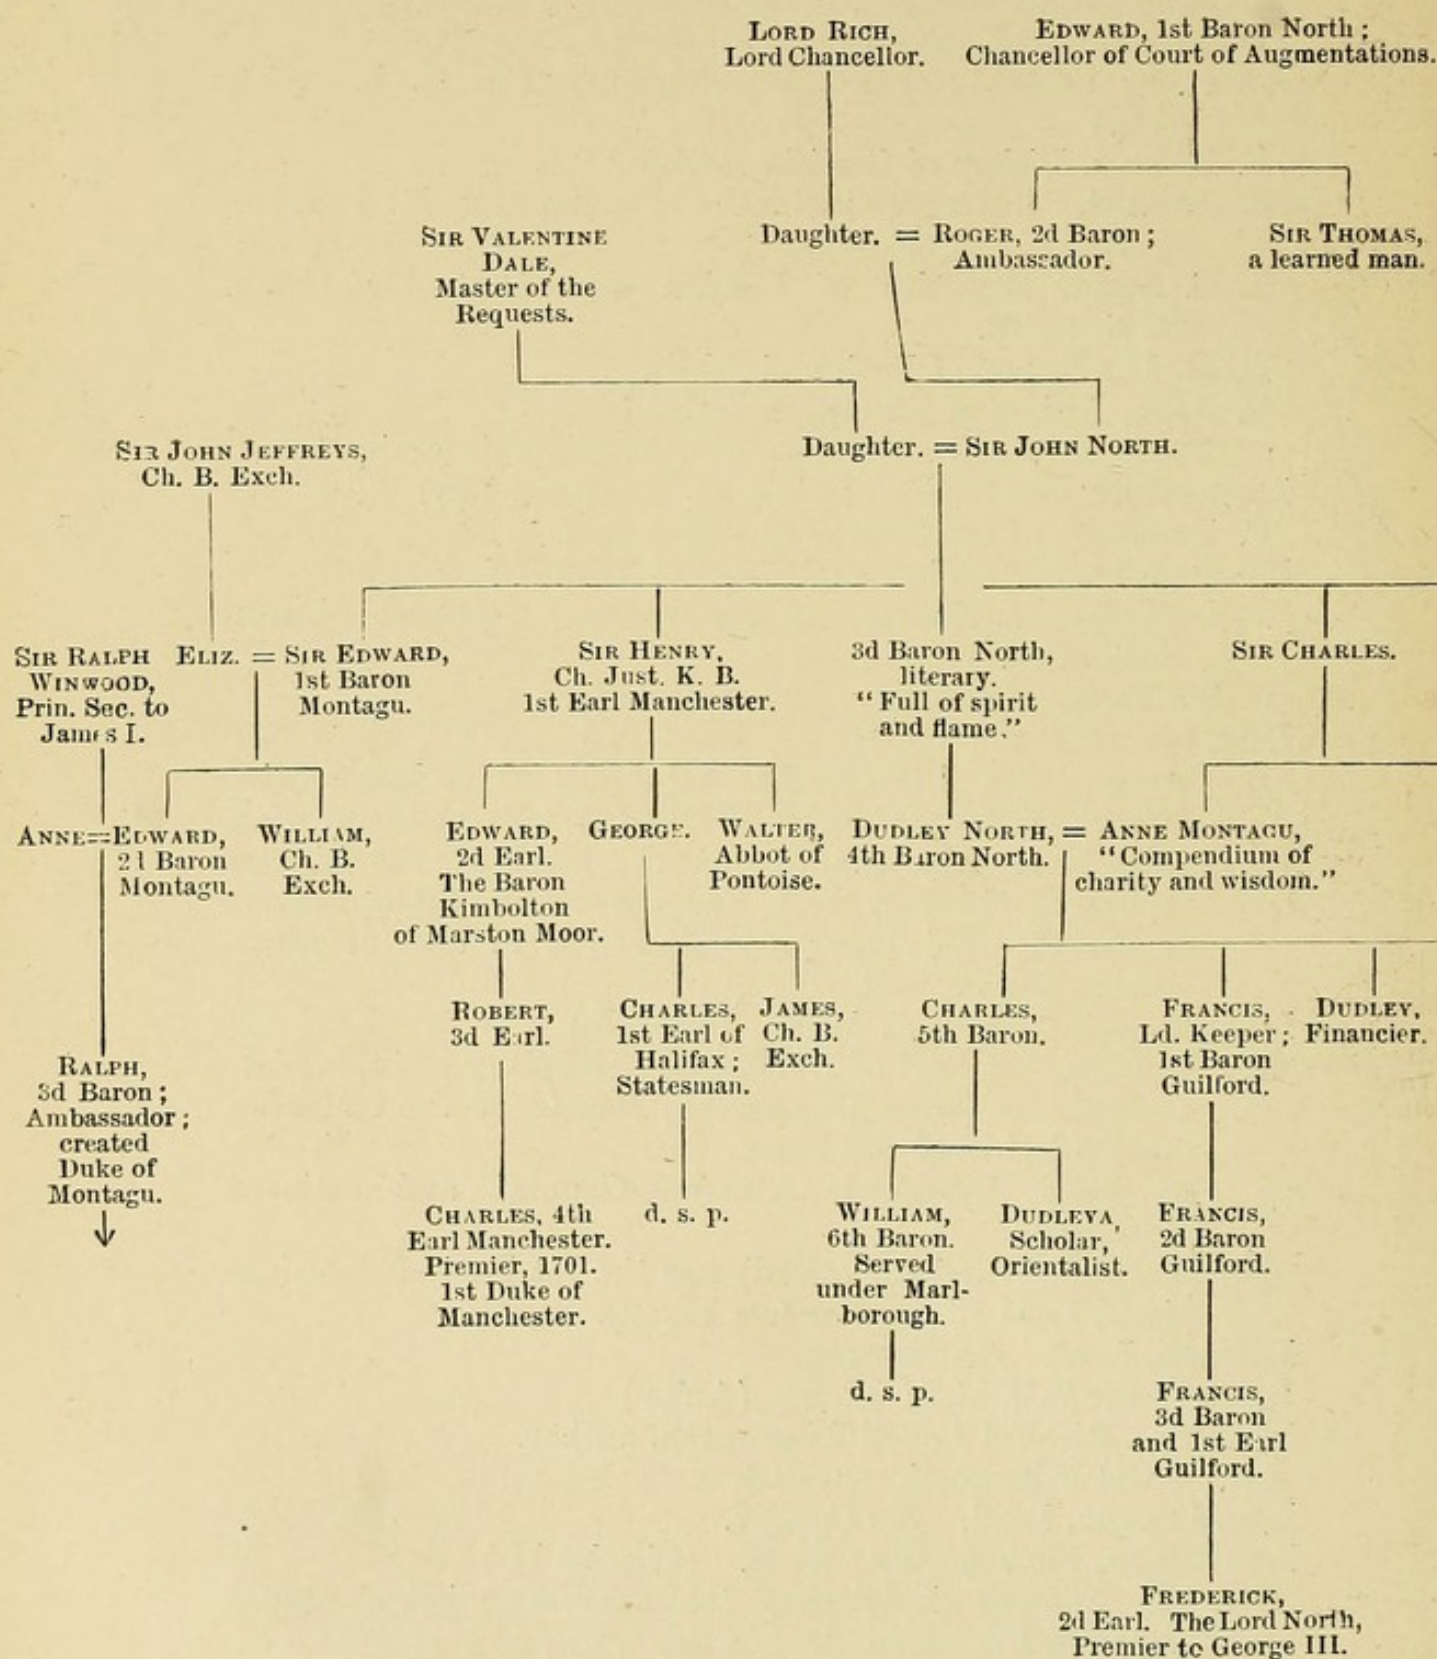 LORD RICH,
Lord Chancellor.
EDWARD, 1st Baron North ;
Chancellor of Court of Augmentations.
SIR VALENTINE
DALE,
Master of the
Requests.
Daughter. = ROGER, 2d Baron ;
Ambassador.
SIR THOMAS,
a learned man.
SIR JOHN JEFFREYS,
Ch. B. Exch.
Daughter. = SIR JOHN NORTH.
SIR RALPH
WINWOOD,
Prin. Sec. to
James I.
ELIZ. = SIR EDWARD,
1st Baron
Montagu.
SIR HENRY,
Ch. Just. K. B.
1st Earl Manchester.
3d Baron North,
literary.
“ Full of spirit
and flame.”
SIR CHARLES.
ANNE==EDWARD,
2d Baron
Montagu.
WILLIAM,
Ch. B.
Exch.
EDWARD,
2d Earl.
The Baron
Kimbolton
of Marston Moor.
GEORGE.
WALTER,
Abbot of
Pontoise.
DUDLEY NORTH, =
4th Baron North.
ANNE MONTAGU,
“Compendium of
charity and wisdom.”
RALPH,
3d Baron ;
Ambassador ;
created
Duke of
Montagu.
ROBERT,
3d Earl.
CHARLES,
1st Earl of
Halifax ;
Statesman.
JAMES,
Ch. B.
Exch.
CHARLES,
5th Baron.
FRANCIS,
Ld. Keeper ;
1st Baron
Guilford.
DUDLEY,
Financier.
CHARLES, 4th
Earl Manchester.
Premier, 1701.
1st Duke of
Manchester.
d. s. p.
WILLIAM,
6th Baron.
Served
under Marl-
borough.
DUDLEYA,
Scholar,
Orientalist.
FRANCIS,
2d Baron
Guilford.
d. s. p.
FRANCIS,
3d Baron
and 1st Earl
Guilford.
FREDERICK,
2d Earl. The Lord North,
Premier to George III.